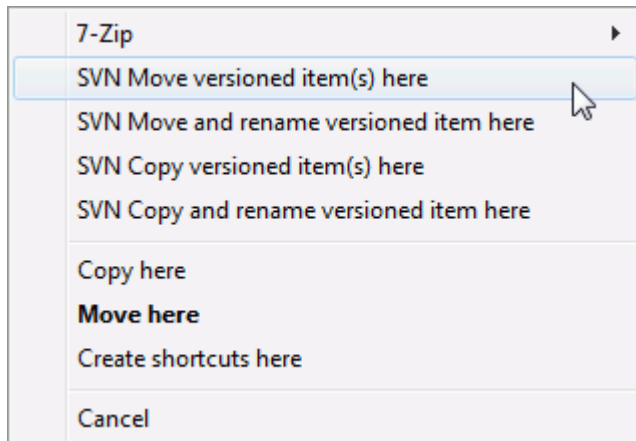 7-Zip
SVN Move versioned item(s) here
SVN Move and rename versioned item here
SVN Copy versioned item(s) here
SVN Copy and rename versioned item here
Copy here
Move here
Create shortcuts here
Cancel